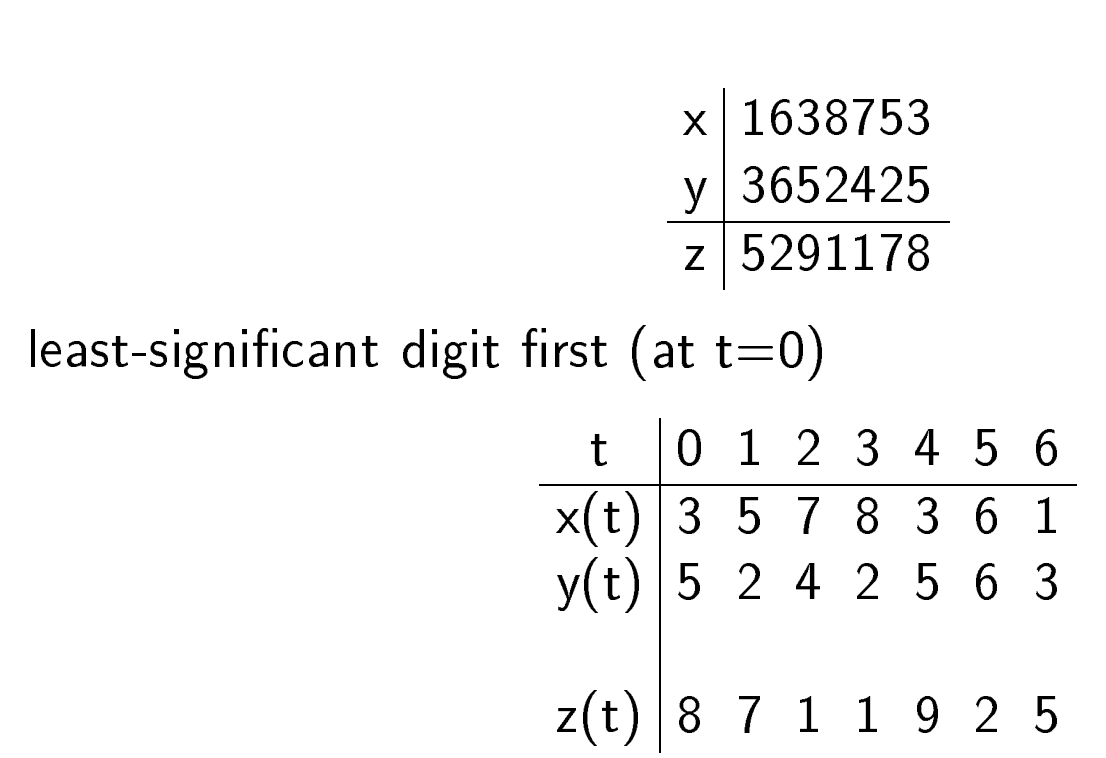 x 1638753
y 3652425
z 5291178
least-significant digit first (at t=0)
t 0 1 2 3 4 5 6
x(t) 3 5 7 8 3 6 1
y(t) 5 2 4 2 5 6 3
z(t) 8 7 1 1 9 2 5